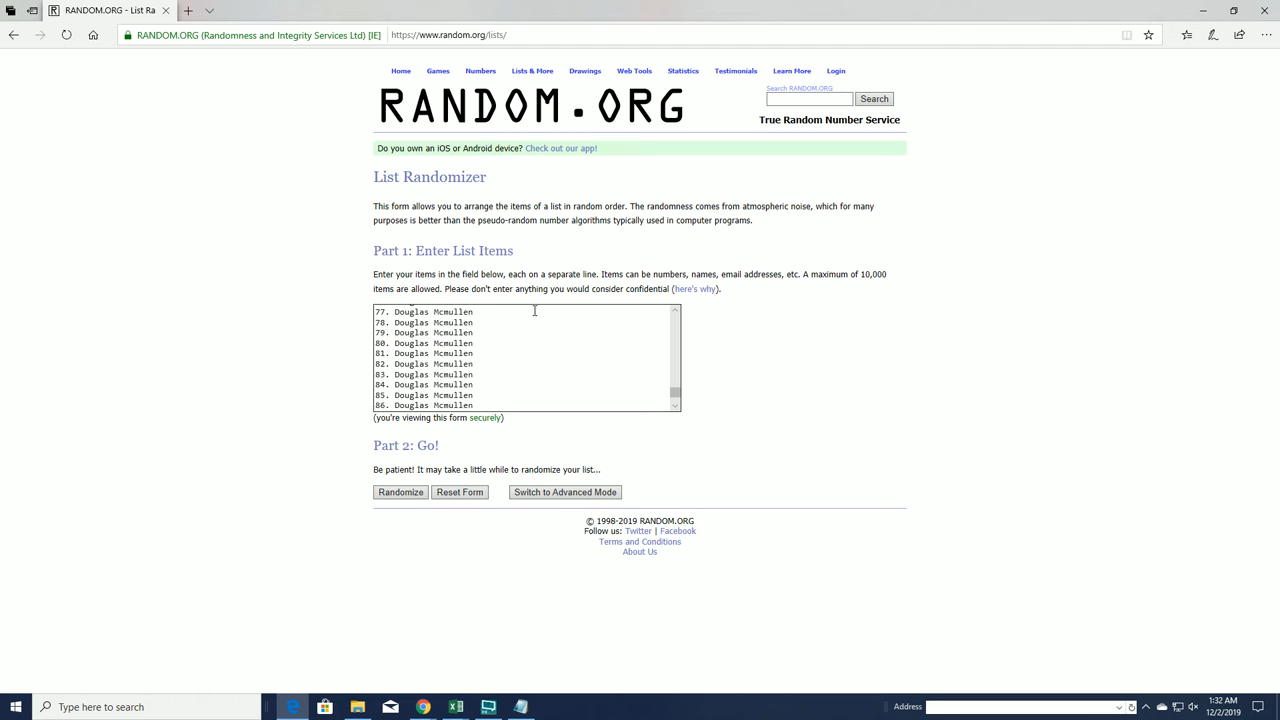 RANDOM.ORG - List Ra
RANDOM.ORG (Randomness and Integrity Services Ltd) [IE]
https://www.random.org/lists/
Home Games Numbers Lists & More Drawings Web Tools Statistics Testimonials Learn More Login
RANDOM.ORG
Search RANDOM.ORG
Search
True Random Number Service
Do you own an iOS or Android device? Check out our app!
List Randomizer
This form allows you to arrange the items of a list in random order. The randomness comes from atmospheric noise, which for many
purposes is better than the pseudo-random number algorithms typically used in computer programs.
Part 1: Enter List Items
Enter your items in the field below, each on a separate line. Items can be numbers, names, email addresses, etc. A maximum of 10,000
items are allowed. Please don't enter anything you would consider confidential (here's why).
77. Douglas Mcmullen
78. Douglas Mcmullen
79. Douglas Mcmullen
80. Douglas Mcmullen
81. Douglas Mcmullen
82. Douglas Mcmullen
83. Douglas Mcmullen
84. Douglas Mcmullen
85. Douglas Mcmullen
86. Douglas Mcmullen
(you're viewing this form securely)
Part 2: Go!
Be patient! It may take a little while to randomize your list...
Randomize Reset Form Switch to Advanced Mode
© 1998-2019 RANDOM.ORG
Follow us: Twitter | Facebook
Terms and Conditions
About Us
Type here to search
Address
1:32 AM
12/2/2019